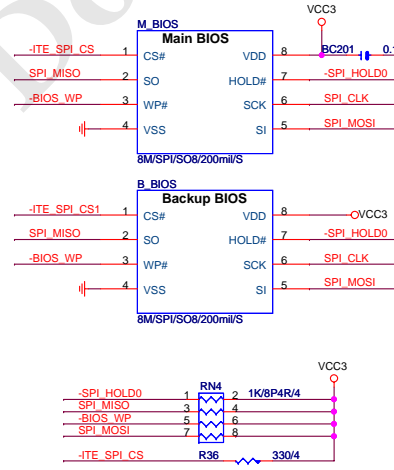 VCC3
M_BIOS
Main BIOS
-ITE_SPI_CS 1 CS# VDD 8 BC201
SPI_MISO 2 SO HOLD# 7 -SPI_HOLD0
-BIOS_WP 3 WP# SCK 6 SPI_CLK
4 VSS SI 5 SPI_MOSI
8M/SPI/SO8/200mil/S
B_BIOS
Backup BIOS
-ITE_SPI_CS1 1 CS# VDD 8 VCC3
SPI_MISO 2 SO HOLD# 7 -SPI_HOLD0
-BIOS_WP 3 WP# SCK 6 SPI_CLK
4 VSS SI 5 SPI_MOSI
8M/SPI/SO8/200mil/S
VCC3
RN4
-SPI_HOLD0 1 2 1K/8P4R/4
SPI_MISO 3 4
-BIOS_WP 5 6
SPI_MOSI 7 8
-ITE_SPI_CS R36 330/4